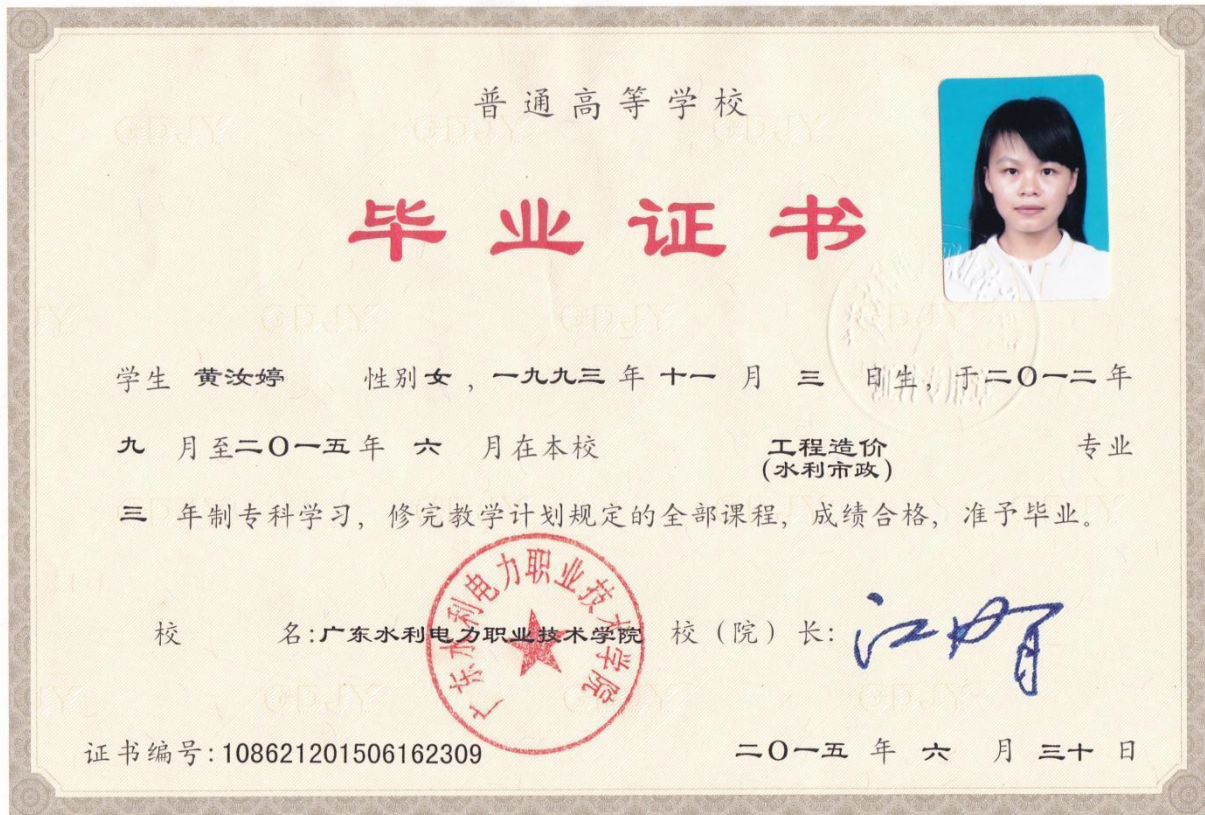 普通高等学校
毕业证书
学生 黄汝婷 性别 女 ，一九九三 年 十一 月 三 日生，于二O一二 年
九 月至二O一五年 六 月在本校 工程造价 专业
(水利市政)
三 年制专科学习，修完教学计划规定的全部课程，成绩合格，准予毕业。
校 名:广东水利电力职业技术学院 校（院）长:
广东水利电力职业技术学院
证书编号:108621201506162309 二O一五 年 六 月 三十 日
GDJY